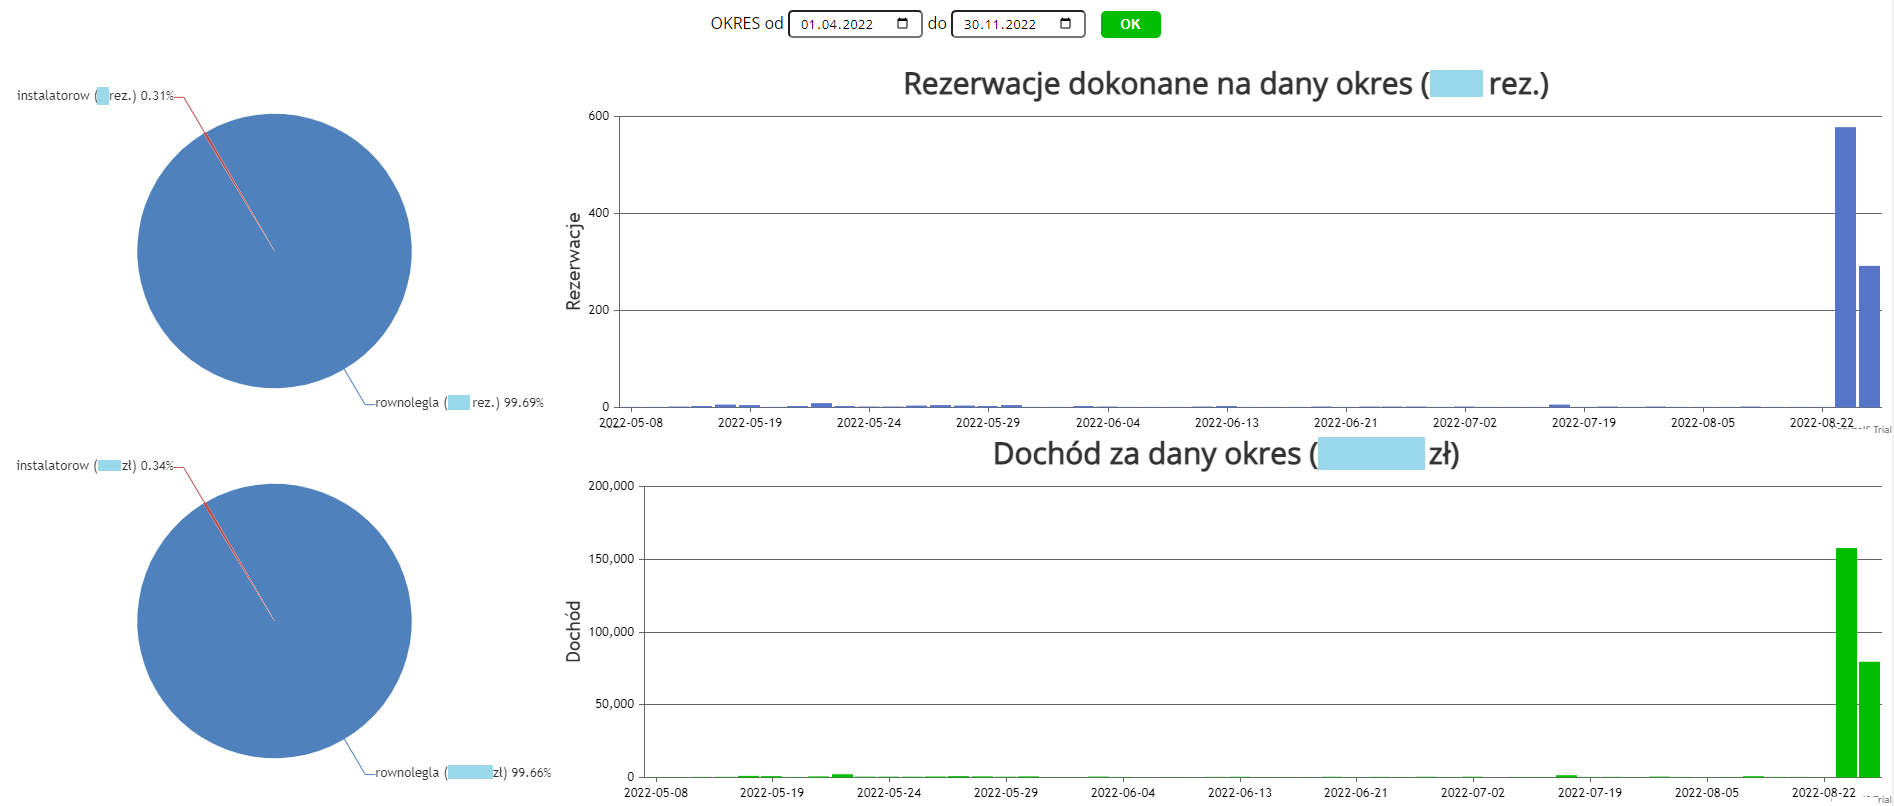 OKRES od 01.04.2022 do 30.11.2022 OK
instalatorow ( rez.) 0.31%
rownolegla ( rez.) 99.69%
Rezerwacje dokonane na dany okres ( rez.)
Rezerwacje
600
400
200
0
2022-05-08 2022-05-19 2022-05-24 2022-05-29 2022-06-04 2022-06-13 2022-06-21 2022-07-02 2022-07-19 2022-08-05 2022-08-22
Trial
instalatorow ( zł) 0.34%
rownolegla ( zł) 99.66%
Dochód za dany okres ( zł)
Dochód
200,000
150,000
100,000
50,000
0
2022-05-08 2022-05-19 2022-05-24 2022-05-29 2022-06-04 2022-06-13 2022-06-21 2022-07-02 2022-07-19 2022-08-05 2022-08-22
Trial